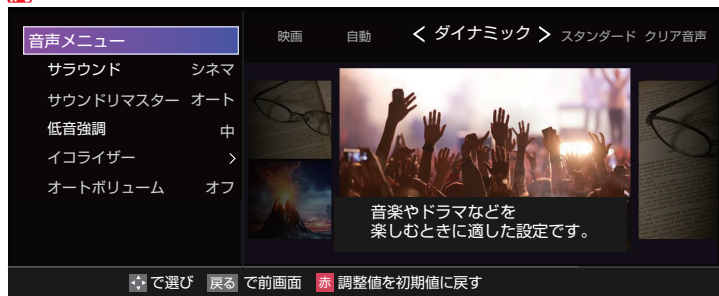 音声メニュー
サラウンド シネマ
サウンドリマスター オート
低音強調 中
イコライザー >
オートボリューム オフ
映画 自動 < ダイナミック > スタンダード クリア音声
音楽やドラマなどを
楽しむときに適した設定です。
で選び 戻る で前画面 赤 調整値を初期値に戻す